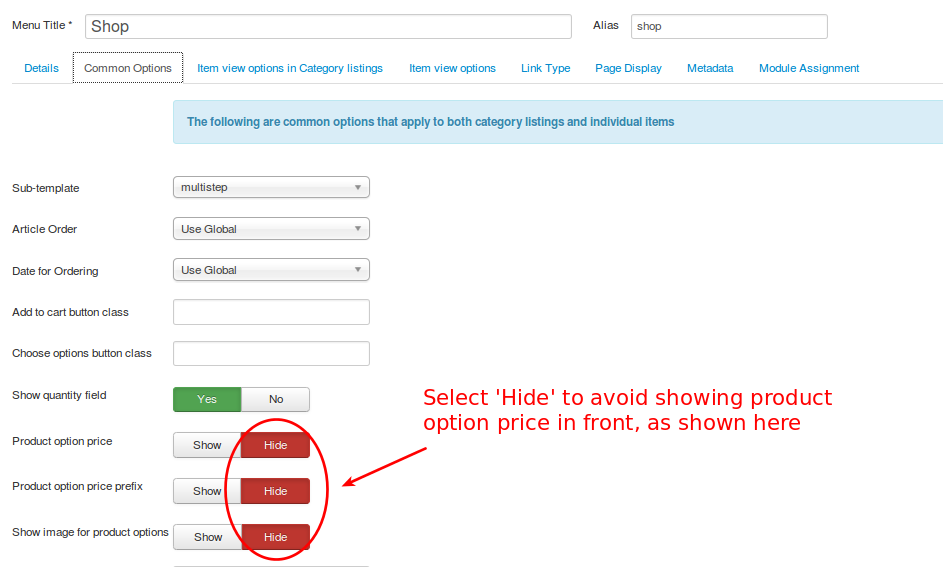 Menu Title * Shop Alias shop
Details Common Options Item view options in Category listings Item view options Link Type Page Display Metadata Module Assignment
The following are common options that apply to both category listings and individual items
Sub-template multistep
Article Order Use Global
Date for Ordering Use Global
Add to cart button class
Choose options button class
Show quantity field Yes No
Select 'Hide' to avoid showing product
option price in front, as shown here
Product option price Show Hide
Product option price prefix Show Hide
Show image for product options Show Hide